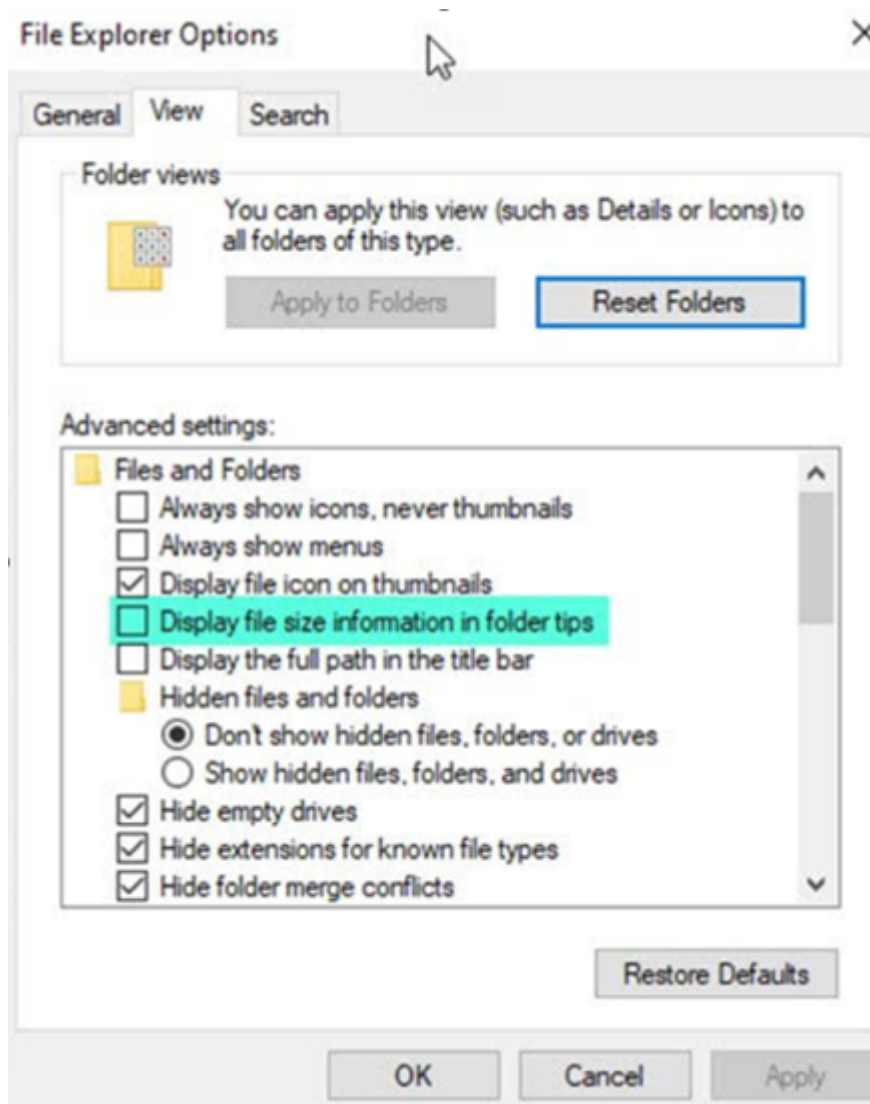 File Explorer Options
General View Search
Folder views
You can apply this view (such as Details or Icons) to
all folders of this type.
Apply to Folders Reset Folders
Advanced settings:
Files and Folders
Always show icons, never thumbnails
Always show menus
Display file icon on thumbnails
Display file size information in folder tips
Display the full path in the title bar
Hidden files and folders
Don't show hidden files, folders, or drives
Show hidden files, folders, and drives
Hide empty drives
Hide extensions for known file types
Hide folder merge conflicts
Restore Defaults
OK Cancel Apply